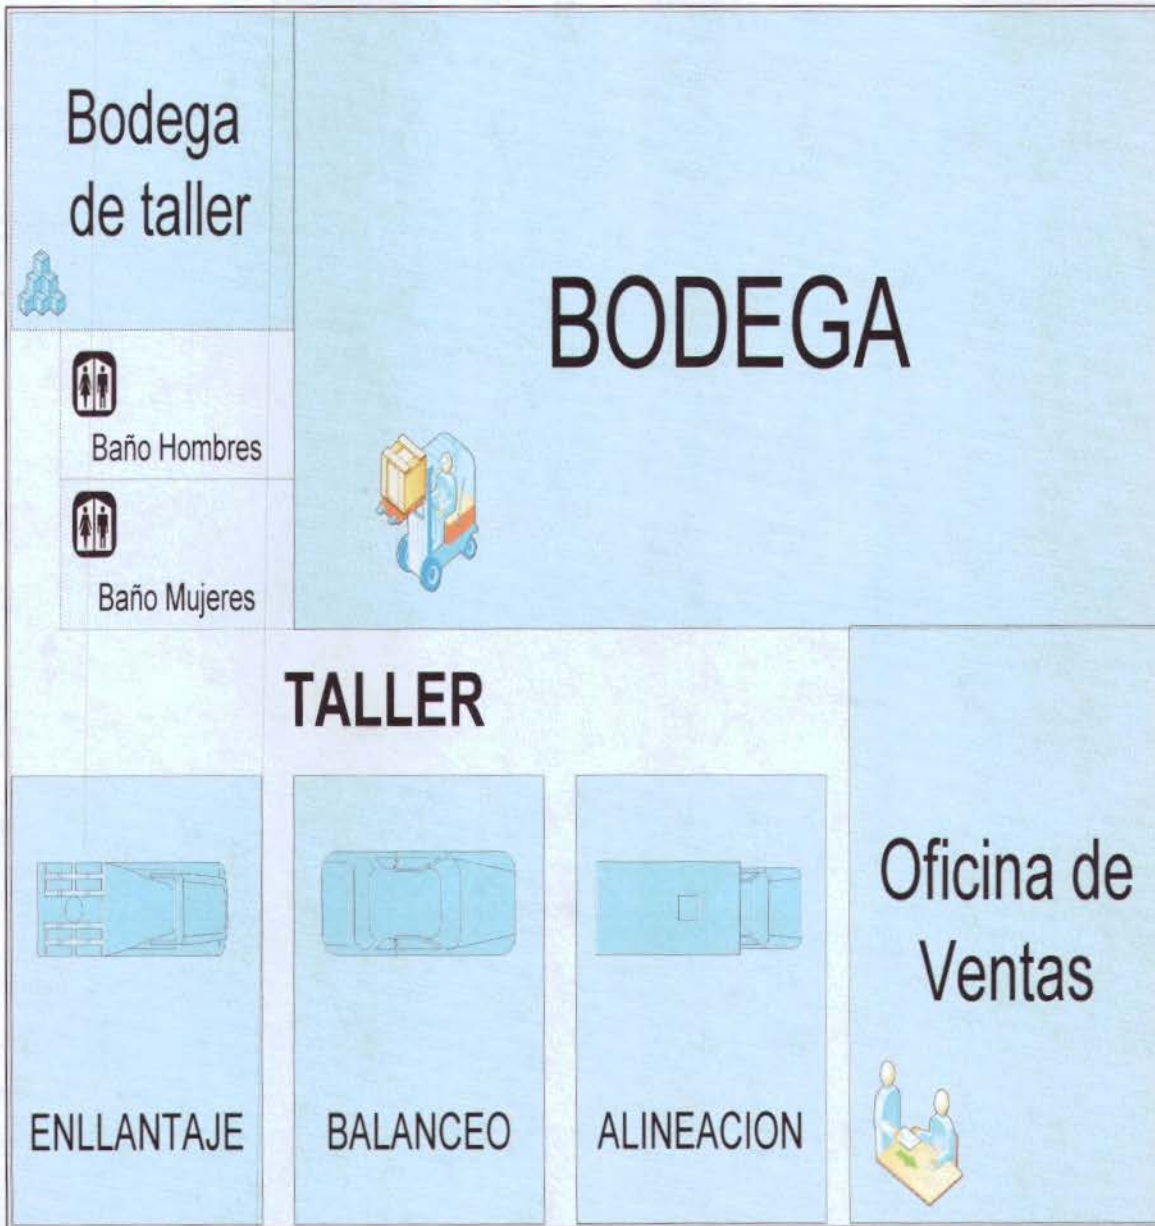 Bodega
de taller
BODEGA
Baño Hombres
Baño Mujeres
TALLER
Oficina de
Ventas
ENLLANTAJE
BALANCEO
ALINEACION